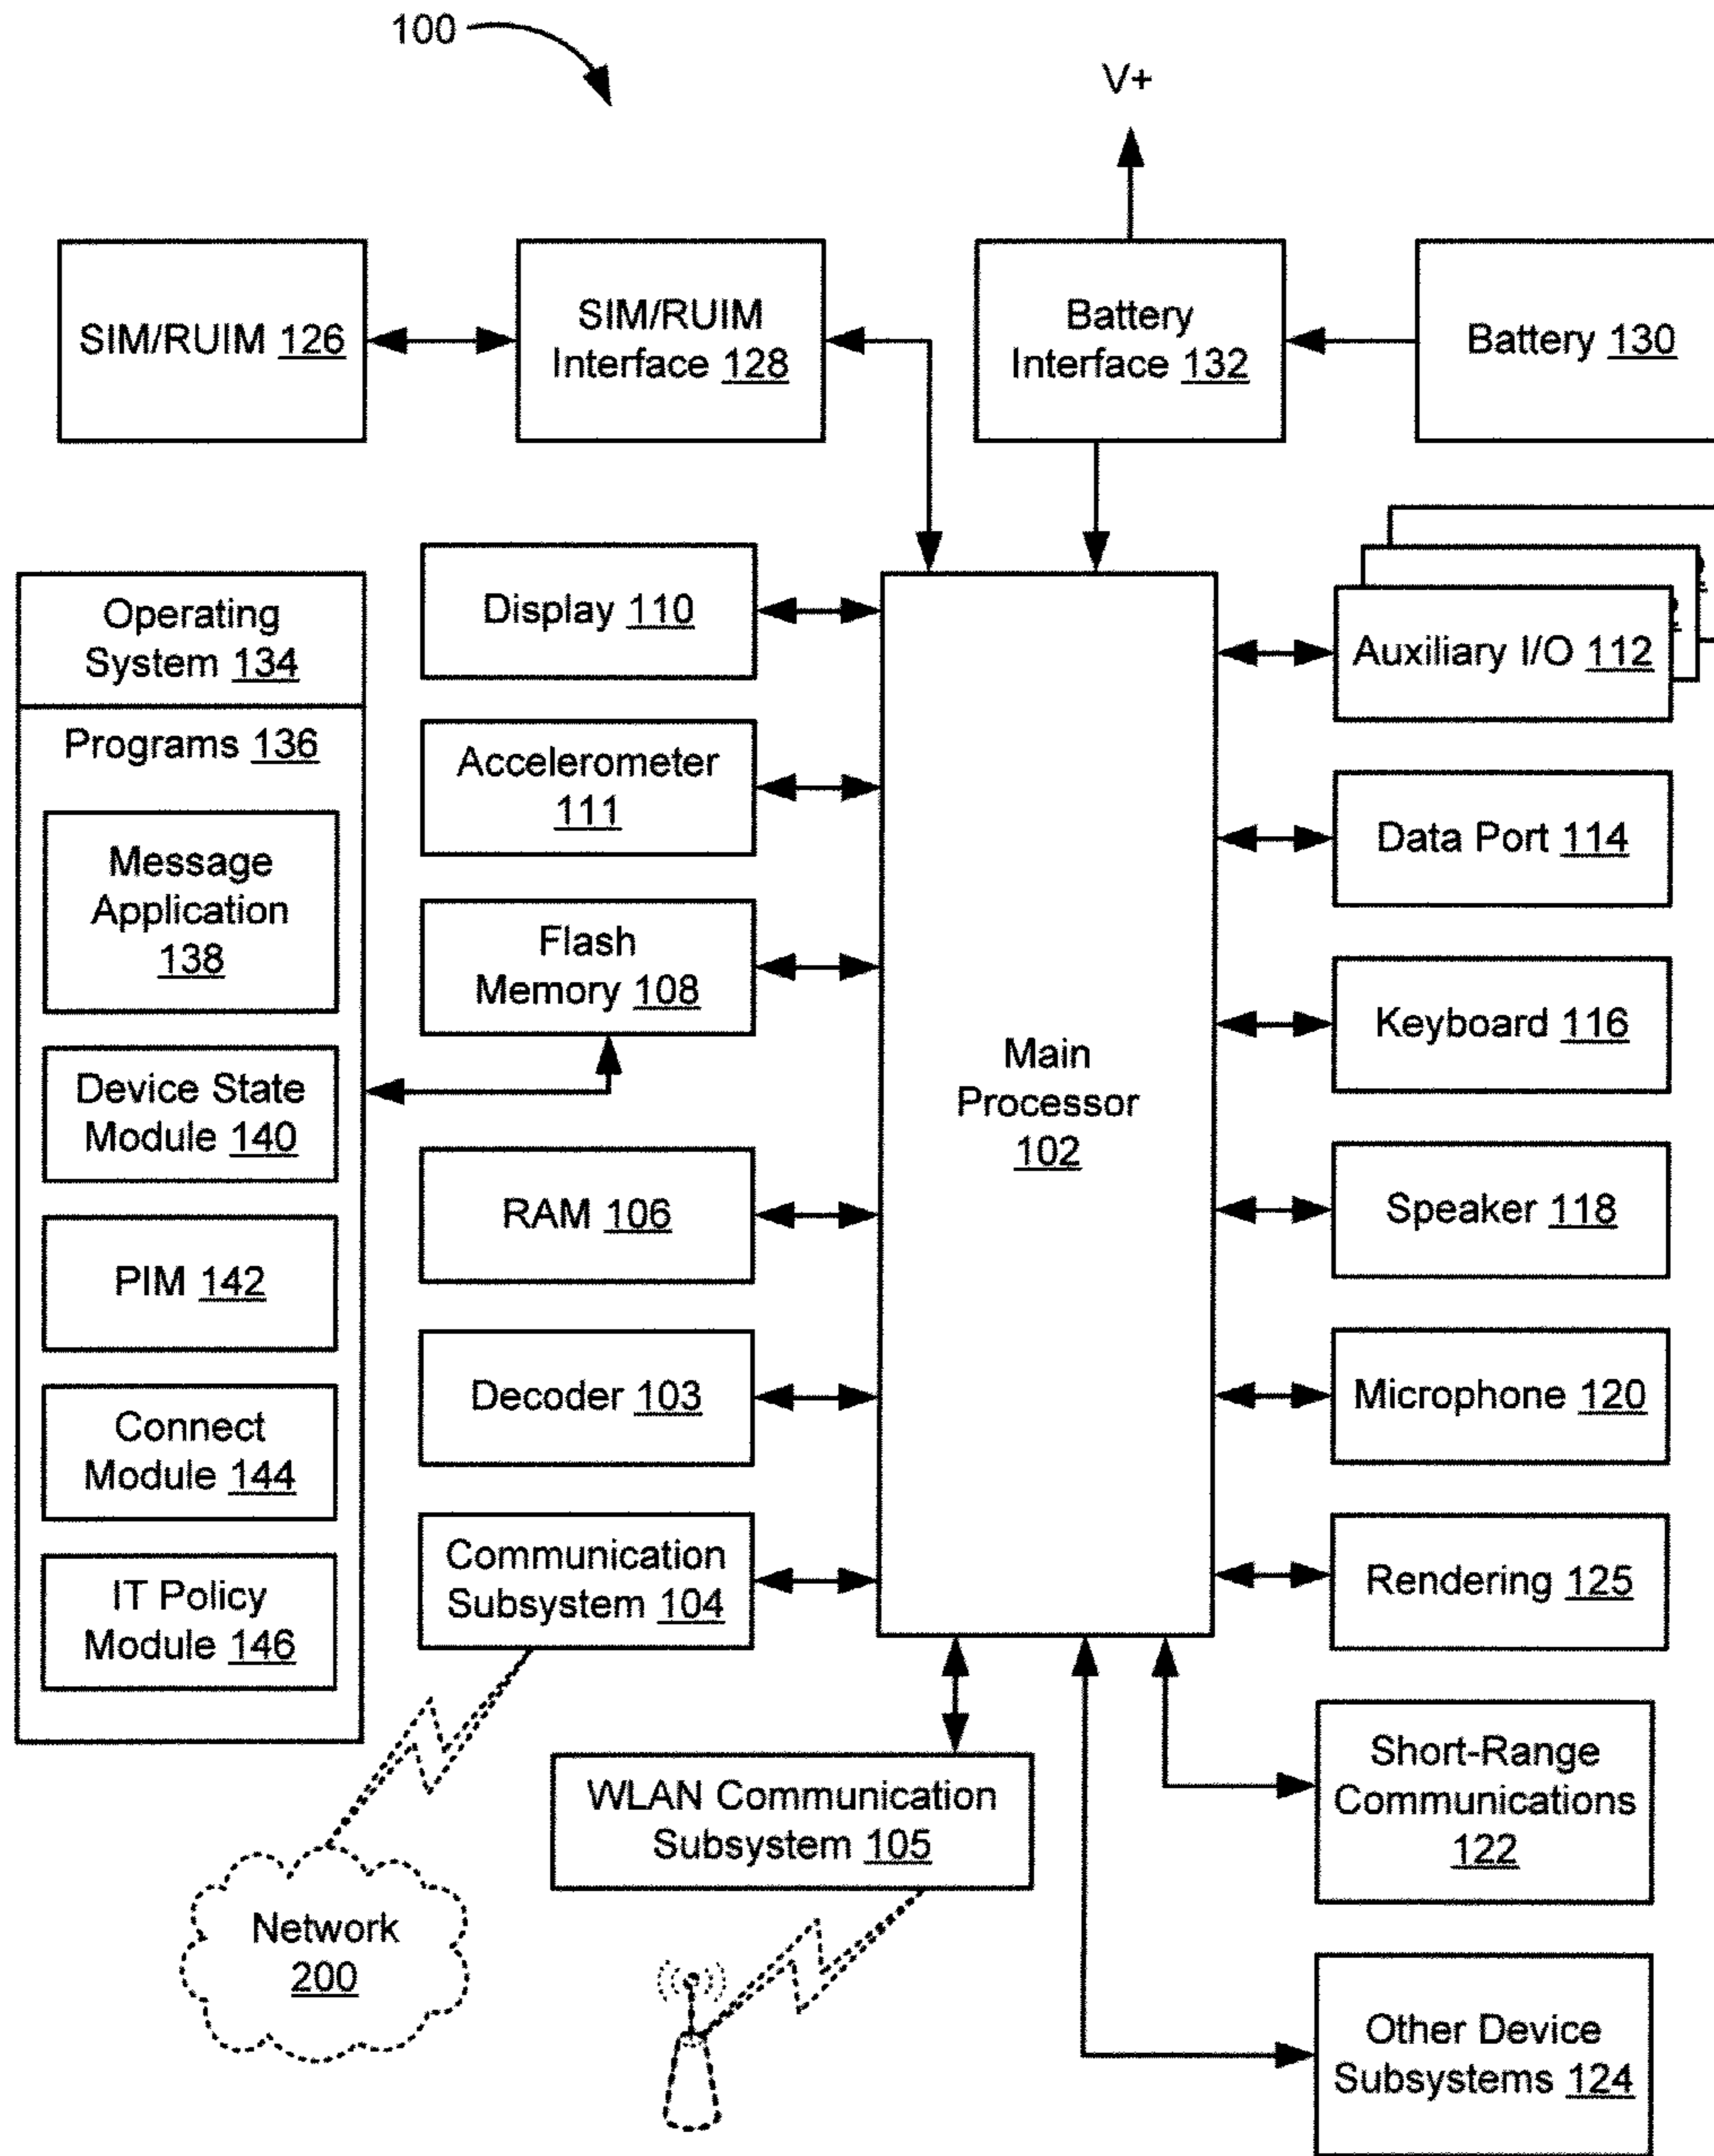 100
V+
SIM/RUIM 126
SIM/RUIM
Interface 128
Battery
Interface 132
Battery 130
Operating
System 134
Programs 136
Message
Application
138
Device State
Module 140
PIM 142
Connect
Module 144
IT Policy
Module 146
Display 110
Accelerometer
111
Flash
Memory 108
RAM 106
Decoder 103
Communication
Subsystem 104
Main
Processor
102
Auxiliary I/O 112
Data Port 114
Keyboard 116
Speaker 118
Microphone 120
Rendering 125
Short-Range
Communications
122
Other Device
Subsystems 124
WLAN Communication
Subsystem 105
Network
200